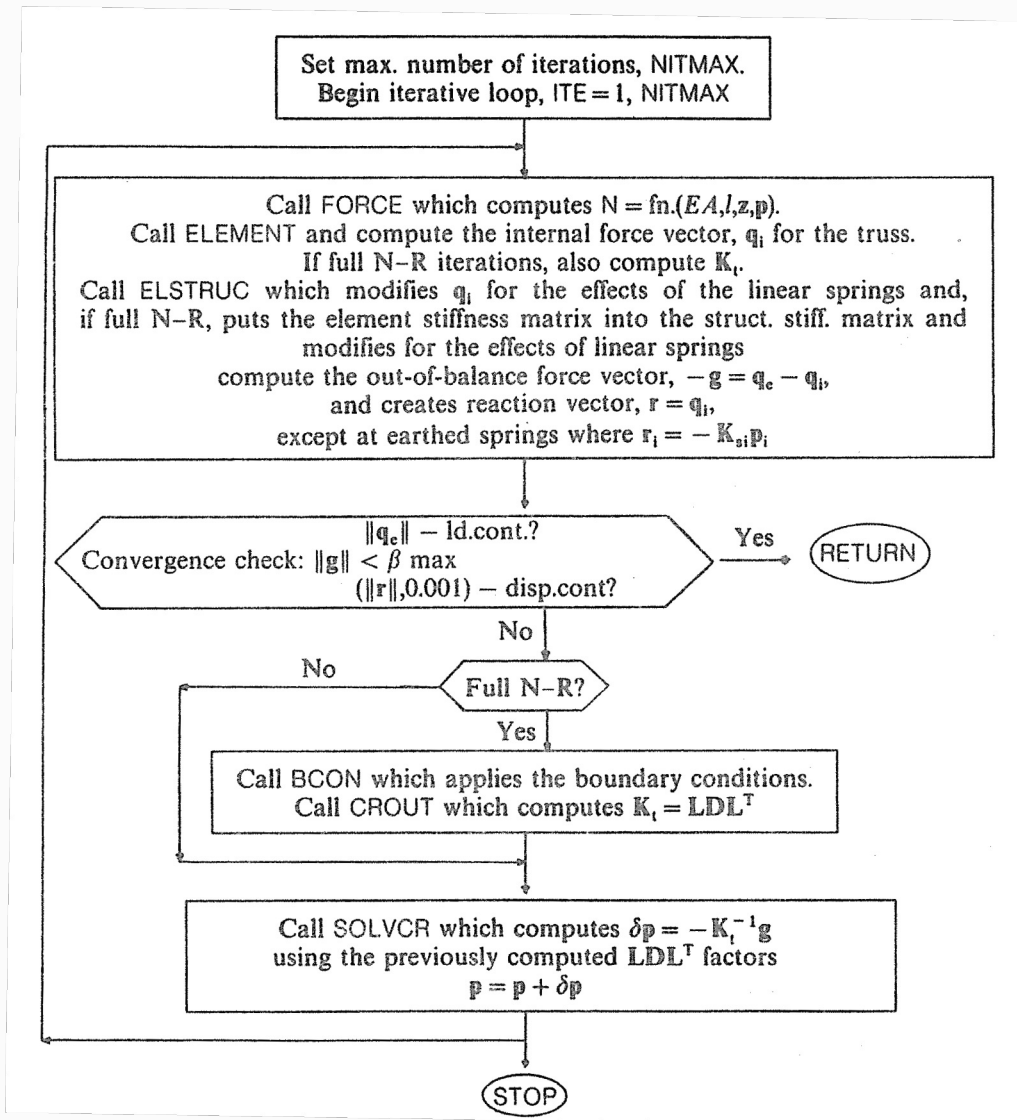 Set max. number of iterations, NITMAX.
Begin iterative loop, ITE = 1, NITMAX
Call FORCE which computes N = fn.(EA,l,z,p).
Call ELEMENT and compute the internal force vector, qᵢ for the truss.
If full N–R iterations, also compute Kₜ.
Call ELSTRUC which modifies qᵢ for the effects of the linear springs and,
if full N–R, puts the element stiffness matrix into the struct. stiff. matrix and
modifies for the effects of linear springs
compute the out-of-balance force vector, −g = qₑ − qᵢ,
and creates reaction vector, r = qᵢ,
except at earthed springs where rᵢ = − Kₛᵢpᵢ
‖qₑ‖ − ld.cont.?
Convergence check: ‖g‖ < β max
(‖r‖,0.001) − disp.cont?
Yes
RETURN
No
Full N–R?
No
Yes
Call BCON which applies the boundary conditions.
Call CROUT which computes Kₜ = LDLᵀ
Call SOLVCR which computes δp = − Kₜ⁻¹g
using the previously computed LDLᵀ factors
p = p + δp
STOP